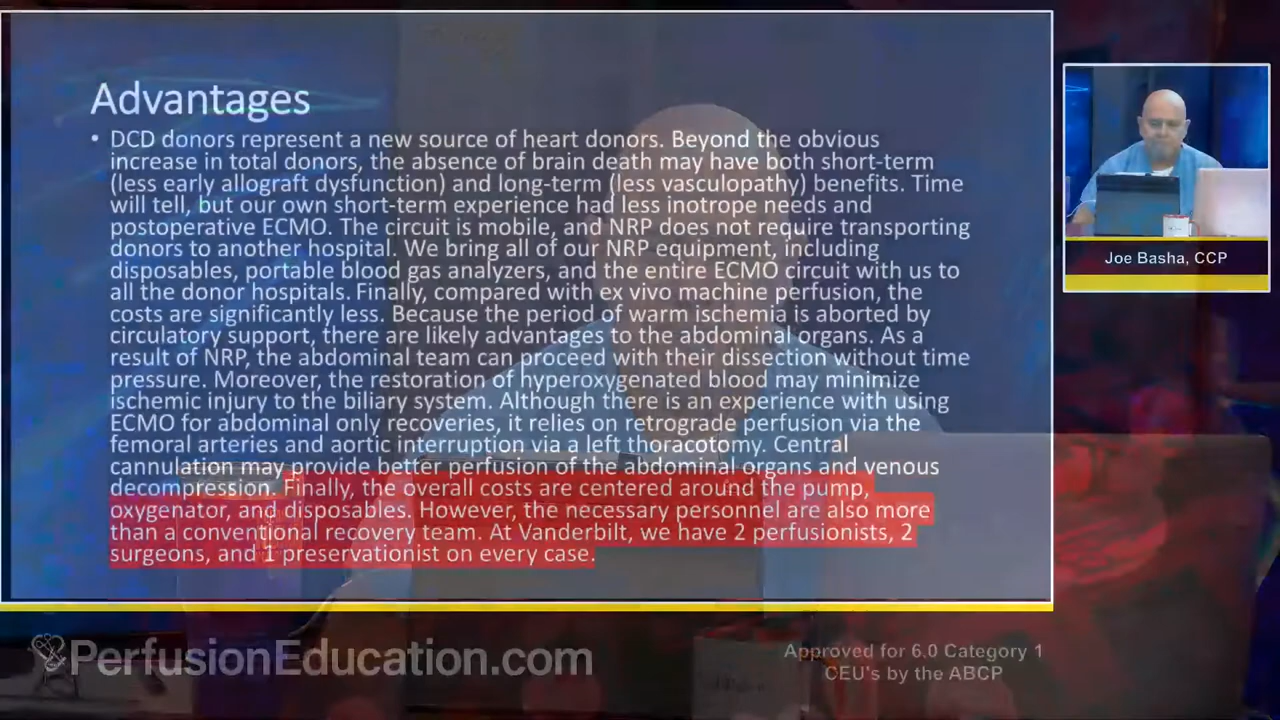 Advantages
• DCD donors represent a new source of heart donors. Beyond the obvious
increase in total donors, the absence of brain death may have both short-term
(less early allograft dysfunction) and long-term (less vasculopathy) benefits. Time
will tell, but our own short-term experience had less inotrope needs and
postoperative ECMO. The circuit is mobile, and NRP does not require transporting
donors to another hospital. We bring all of our NRP equipment, including
disposables, portable blood gas analyzers, and the entire ECMO circuit with us to
all the donor hospitals. Finally, compared with ex vivo machine perfusion, the
costs are significantly less. Because the period of warm ischemia is aborted by
circulatory support, there are likely advantages to the abdominal organs. As a
result of NRP, the abdominal team can proceed with their dissection without time
pressure. Moreover, the restoration of hyperoxygenated blood may minimize
ischemic injury to the biliary system. Although there is an experience with using
ECMO for abdominal only recoveries, it relies on retrograde perfusion via the
femoral arteries and aortic interruption via a left thoracotomy. Central
cannulation may provide better perfusion of the abdominal organs and venous
decompression. Finally, the overall costs are centered around the pump,
oxygenator, and disposables. However, the necessary personnel are also more
than a conventional recovery team. At Vanderbilt, we have 2 perfusionists, 2
surgeons, and 1 preservationist on every case.
Joe Basha, CCP
PerfusionEducation.com
Approved for 6.0 Category 1
CEU's by the ABCP